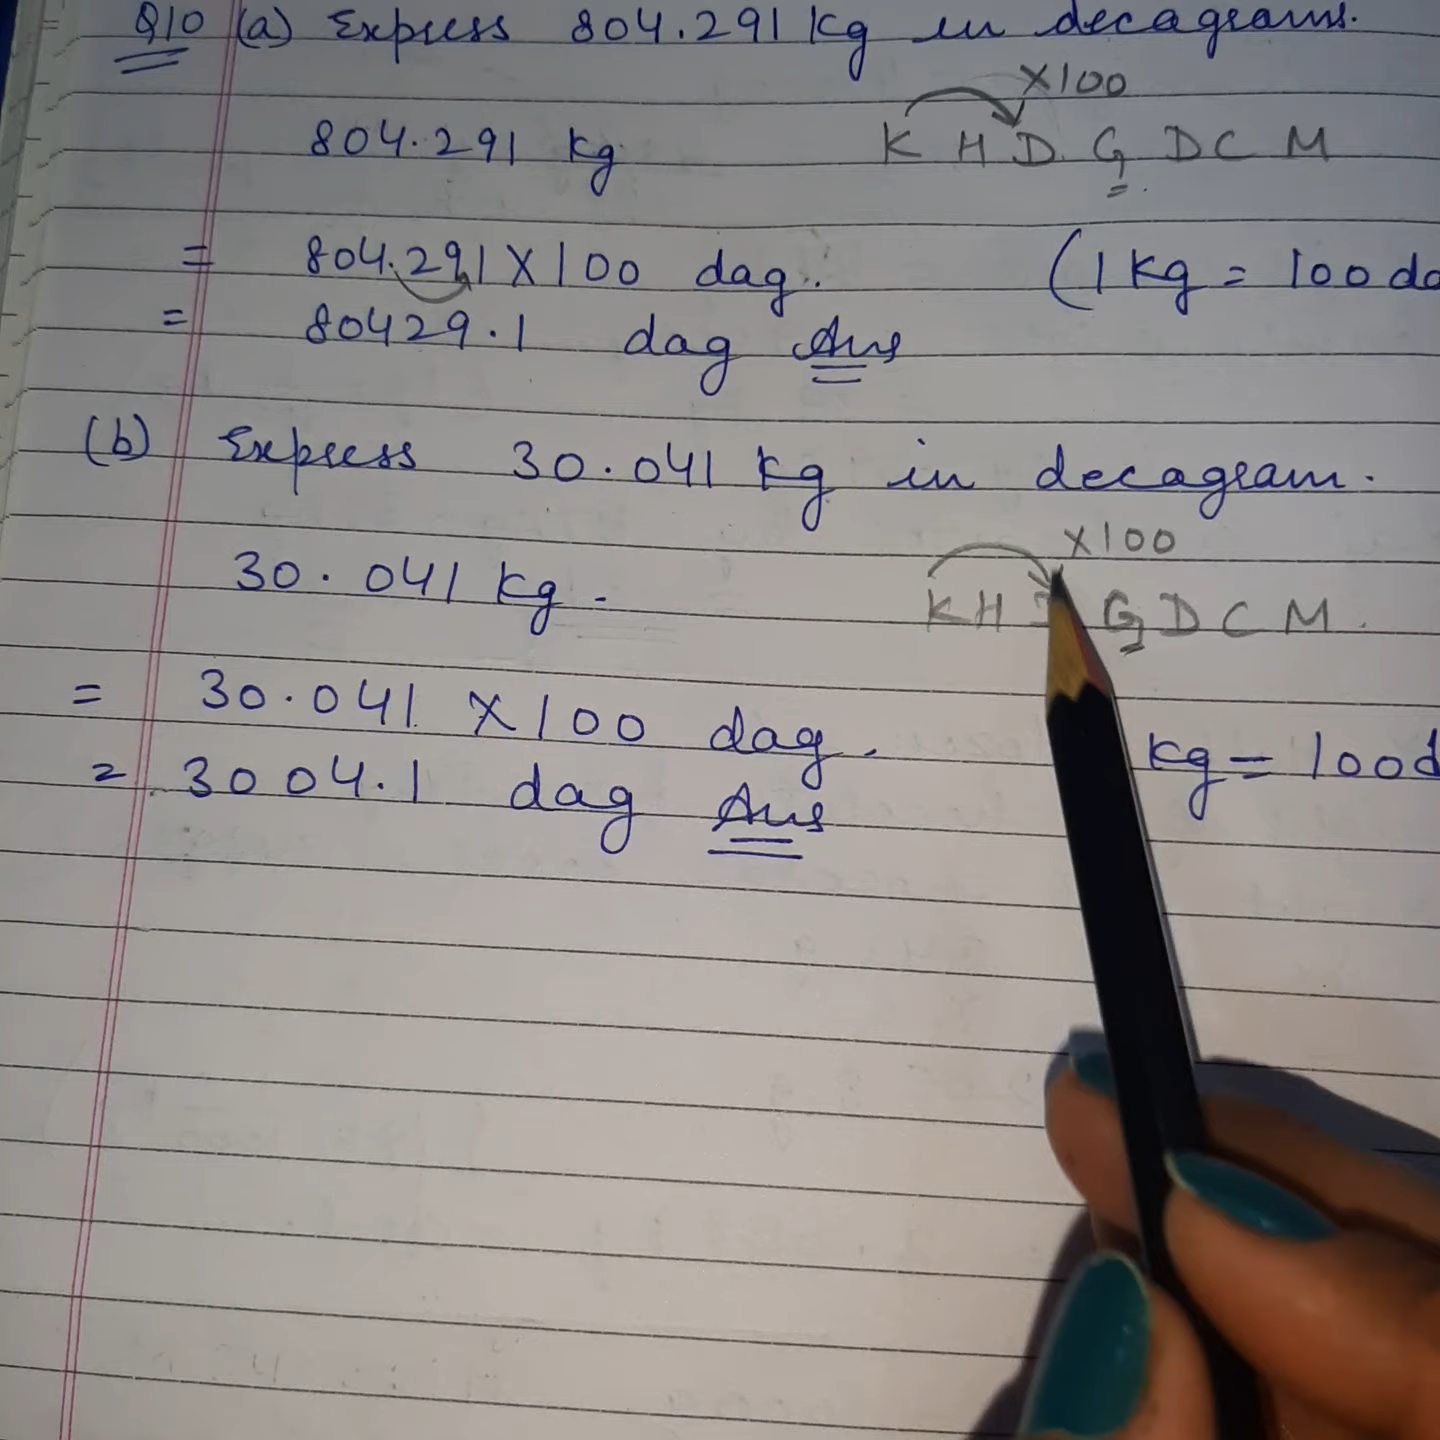 Q10 (a) Express 804.291 kg in decagrams.
X100
804.291 kg K H D G D C M
= 804.291 X 100 dag. (1 kg = 100 da
= 80429.1 dag Ans
(b) Express 30.041 kg in decagram.
X100
30.041 kg. K H D G D C M.
= 30.041 X 100 dag. kg = 100d
= 3004.1 dag Ans